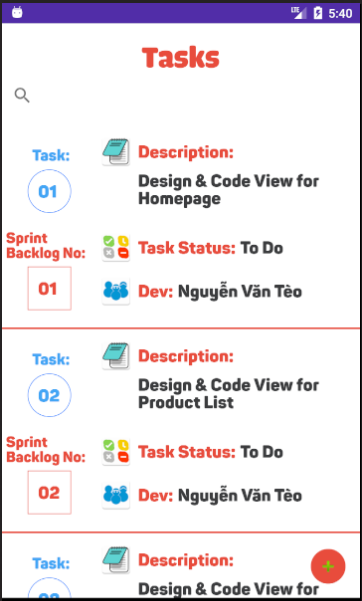 LTE 5:40
Tasks
Task:
01
Description:
Design & Code View for
Homepage
Sprint
Backlog No:
01
Task Status: To Do
Dev: Nguyễn Văn Tèo
Task:
02
Description:
Design & Code View for
Product List
Sprint
Backlog No:
02
Task Status: To Do
Dev: Nguyễn Văn Tèo
Task:
03
Description:
Design & Code View for
+